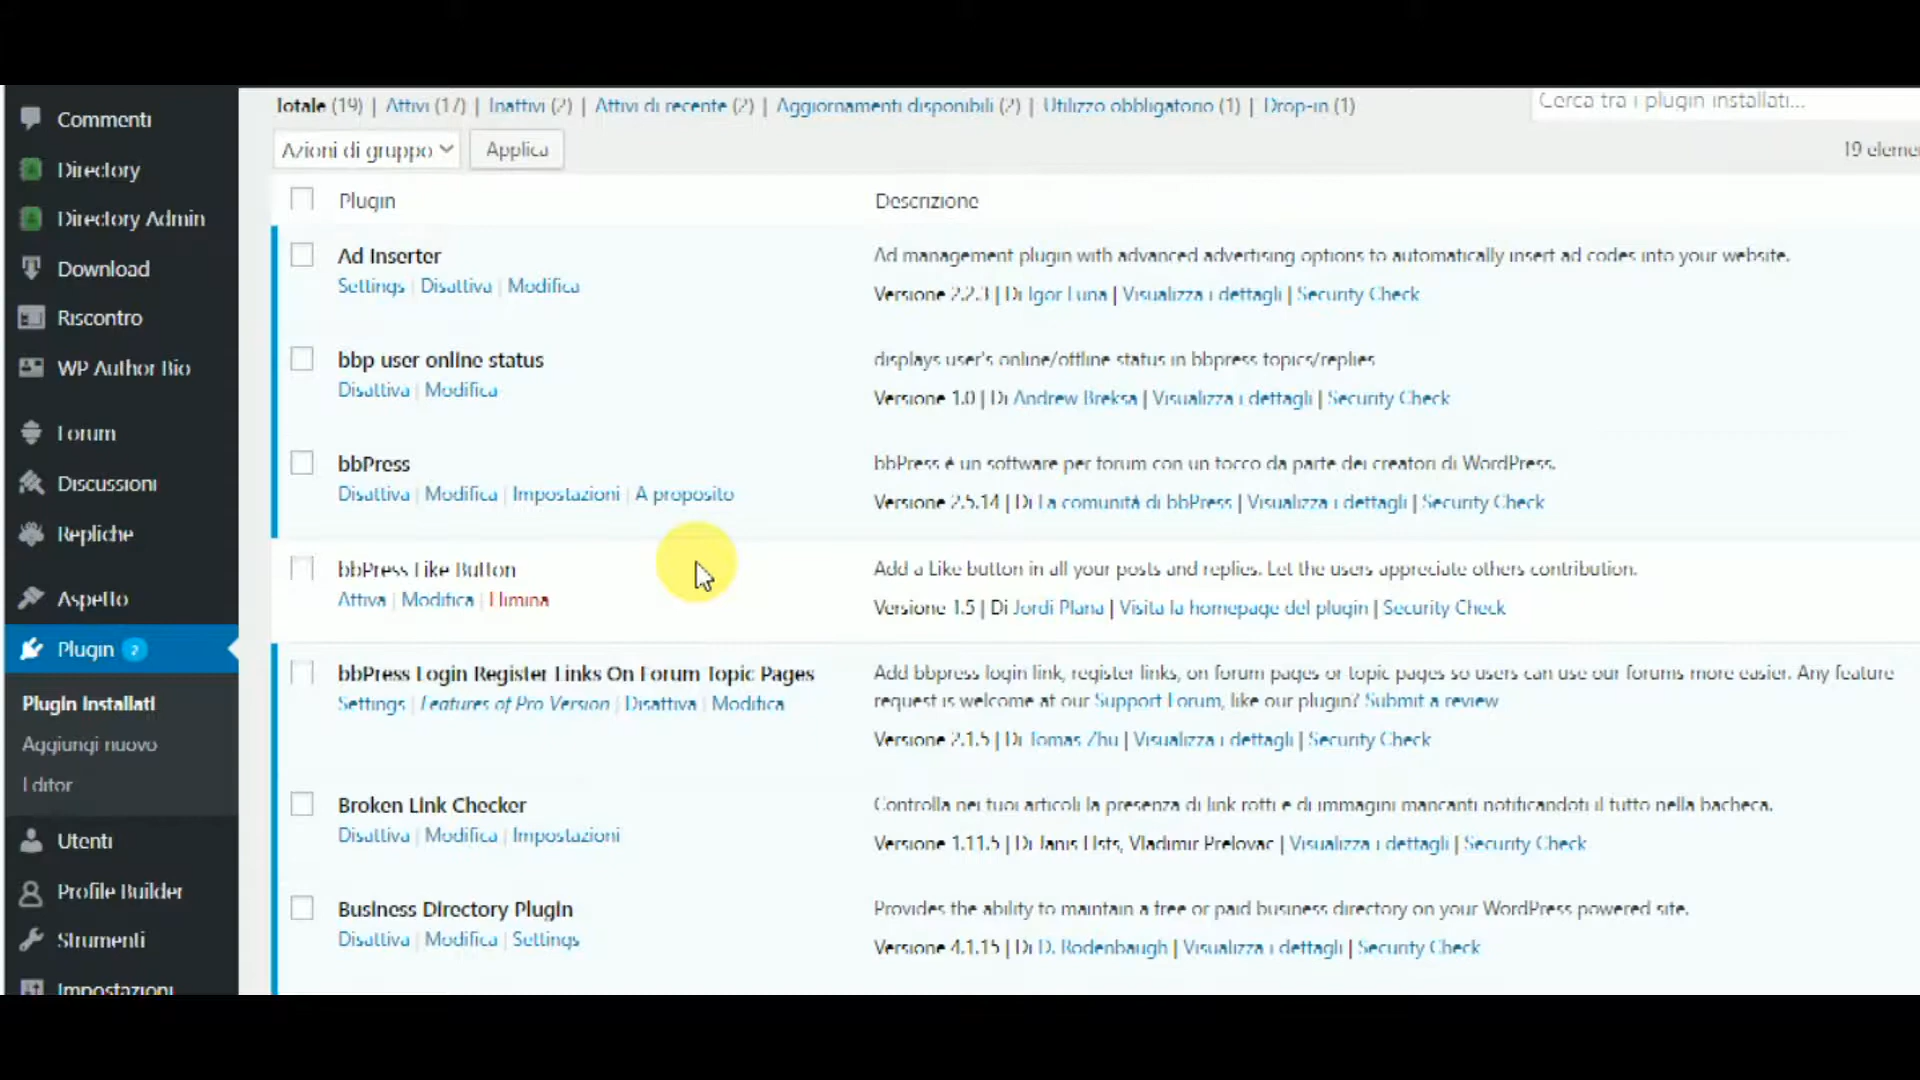 Commenti
Directory
Directory Admin
Download
Riscontro
WP Author Bio
Forum
Discussioni
Repliche
Aspetto
Plugin 2
Plugin Installati
Aggiungi nuovo
Editor
Utenti
Profile Builder
Strumenti
Impostazioni
Totale (19) | Attivi (17) | Inattivi (2) | Attivi di recente (2) | Aggiornamenti disponibili (2) | Utilizzo obbligatorio (1) | Drop-in (1)
Cerca tra i plugin installati...
Azioni di gruppo Applica
19 eleme
Plugin Descrizione
Ad Inserter
Settings | Disattiva | Modifica
Ad management plugin with advanced advertising options to automatically insert ad codes into your website.
Versione 2.2.3 | Di Igor Funa | Visualizza i dettagli | Security Check
bbp user online status
Disattiva | Modifica
displays user's online/offline status in bbpress topics/replies
Versione 1.0 | Di Andrew Breksa | Visualizza i dettagli | Security Check
bbPress
Disattiva | Modifica | Impostazioni | A proposito
bbPress è un software per forum con un tocco da parte dei creatori di WordPress.
Versione 2.5.14 | Di La comunità di bbPress | Visualizza i dettagli | Security Check
bbPress Like Button
Attiva | Modifica | Elimina
Add a Like button in all your posts and replies. Let the users appreciate others contribution.
Versione 1.5 | Di Jordi Plana | Visita la homepage del plugin | Security Check
bbPress Login Register Links On Forum Topic Pages
Settings | Features of Pro Version | Disattiva | Modifica
Add bbpress login link, register links, on forum pages or topic pages so users can use our forums more easier. Any feature
request is welcome at our Support Forum, like our plugin? Submit a review
Versione 2.1.5 | Di Tomas Zhu | Visualizza i dettagli | Security Check
Broken Link Checker
Disattiva | Modifica | Impostazioni
Controlla nei tuoi articoli la presenza di link rotti e di immagini mancanti notificandoti il tutto nella bacheca.
Versione 1.11.5 | Di Janis Elsts, Vladimir Prelovac | Visualizza i dettagli | Security Check
Business Directory Plugin
Disattiva | Modifica | Settings
Provides the ability to maintain a free or paid business directory on your WordPress powered site.
Versione 4.1.15 | Di D. Rodenbaugh | Visualizza i dettagli | Security Check